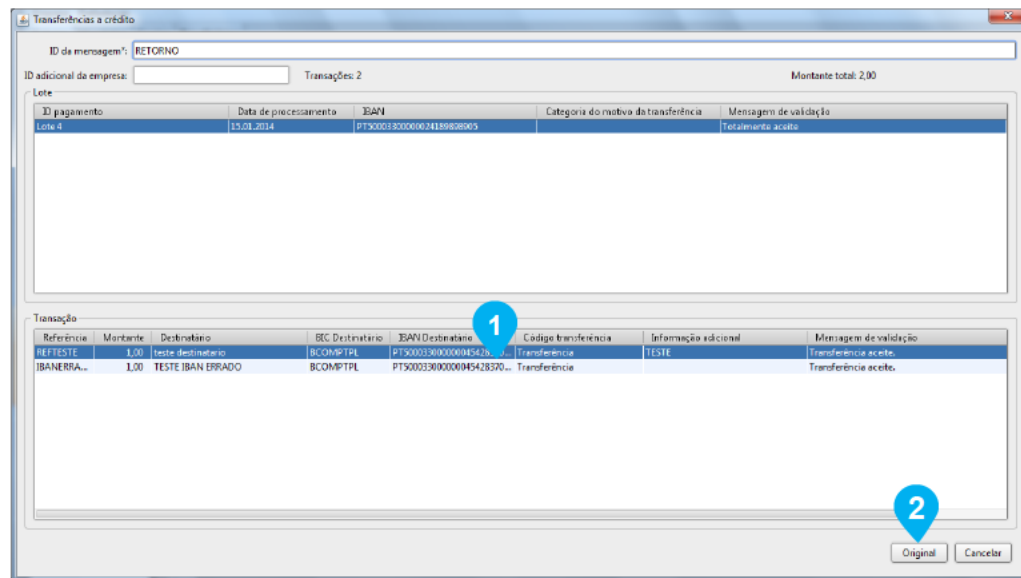 Transferências a crédito
ID da mensagem*: RETORNO
ID adicional da empresa: Transações: 2 Montante total: 2,00
Lote
ID pagamento Data de processamento IBAN Categoria do motivo da transferência Mensagem de validação
Lote 4 15.01.2014 PT50003300000024189898905 Totalmente aceite
Transação
1
Referência Montante Destinatário BIC Destinatário IBAN Destinatário Código transferência Informação adicional Mensagem de validação
REFTESTE 1,00 teste destinatario BCOMPTPL Transferência TESTE Transferência aceite.
IBANERRA... 1,00 TESTE IBAN ERRADO BCOMPTPL PT500033000000045428370... Transferência Transferência aceite.
2
Original Cancelar